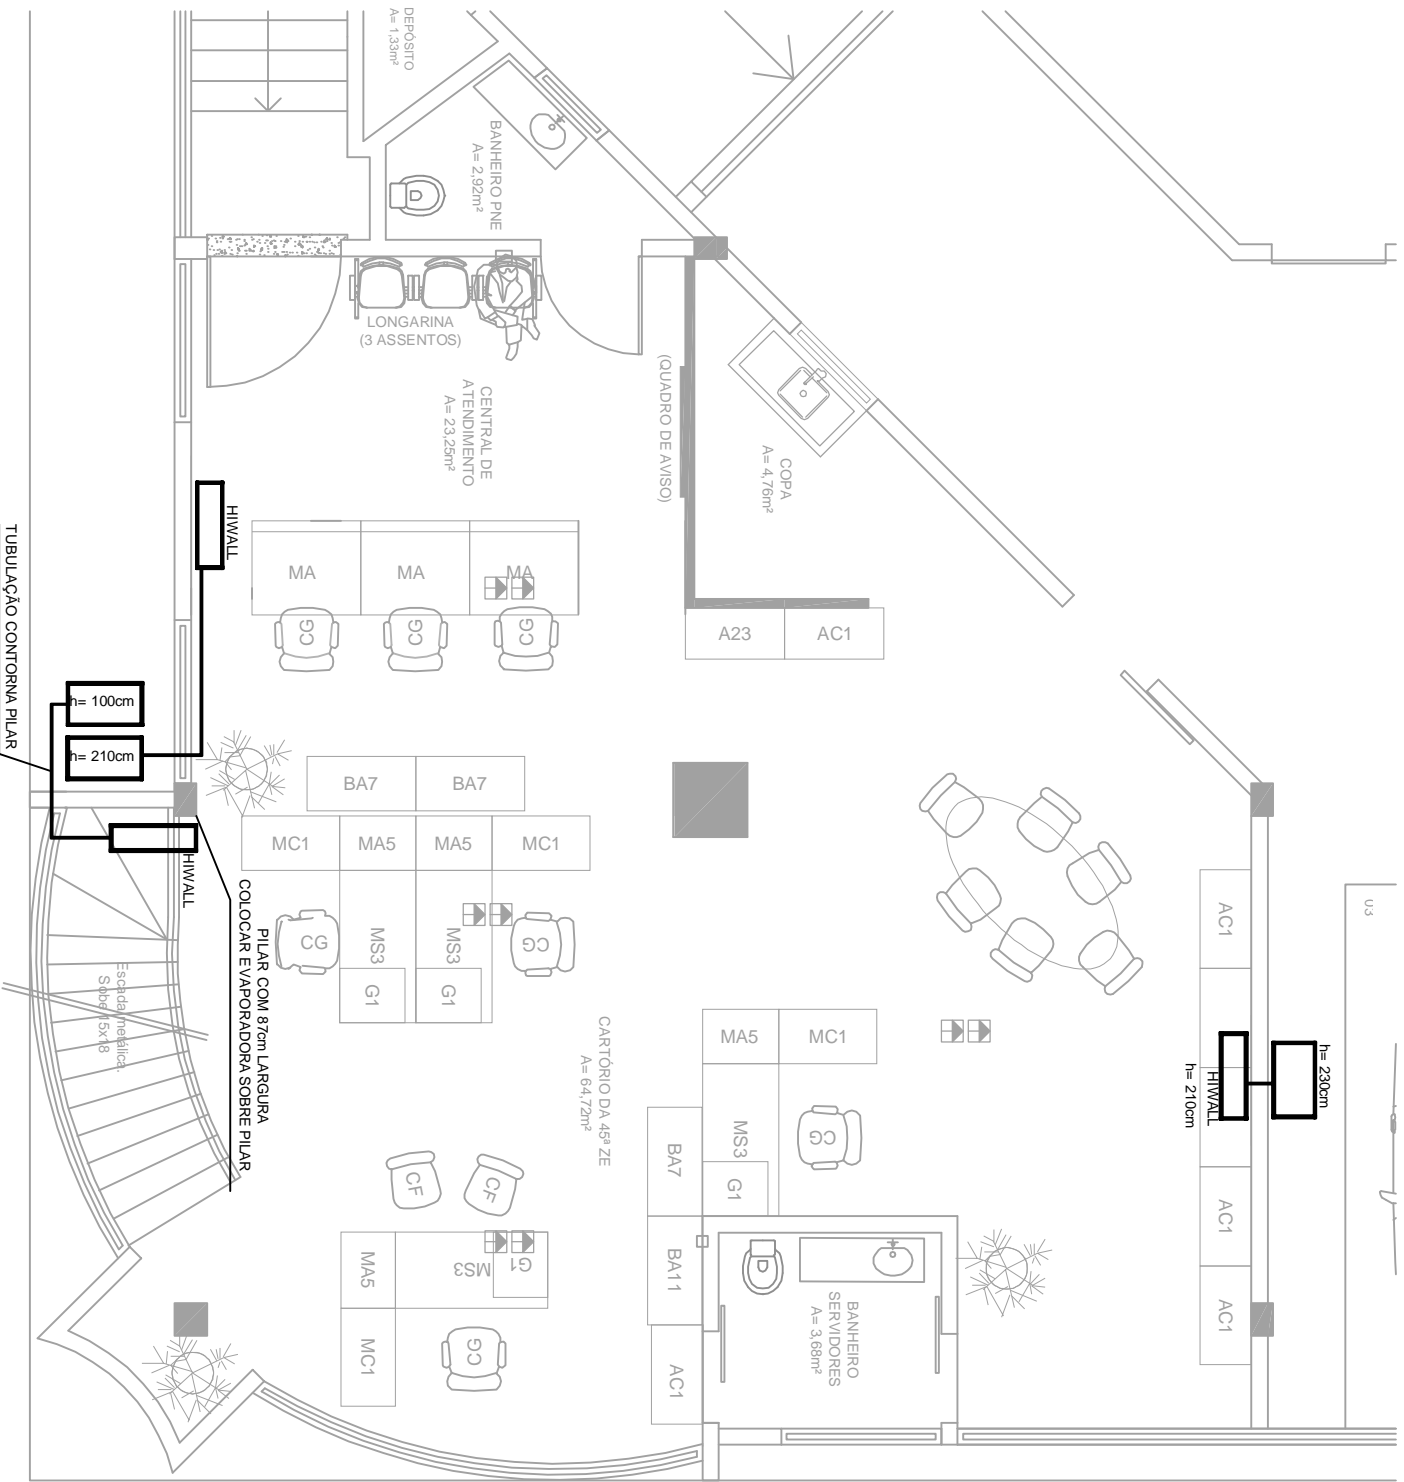 DEPÓSITO
A= 1,33m²
BANHEIRO PNE
A= 2,92m²
LONGARINA
(3 ASSENTOS)
CENTRAL DE
ATENDIMENTO
A= 23,25m²
(QUADRO DE AVISO)
COPA
A= 4,76m²
HIWALL
MA
MA
MA
CG
CG
CG
A23
AC1
TUBULAÇÃO CONTORNA PILAR
h= 100cm
h= 210cm
BA7
BA7
MC1
MA5
MA5
MC1
HIWALL
PILAR COM 87cm LARGURA
COLOCAR EVAPORADORA SOBRE PILAR
CG
MS3
MS3
CG
G1
G1
Escada metálica.
Sobe 15x18
CARTÓRIO DA 45ª ZE
A= 64,72m²
MA5
MC1
MS3
CG
G1
BA7
BA11
AC1
AC1
HIWALL
h= 210cm
h= 230cm
AC1
AC1
03
CF
CF
MA5
MS3
G1
MC1
CG
BANHEIRO
SERVIDORES
A= 3,68m²